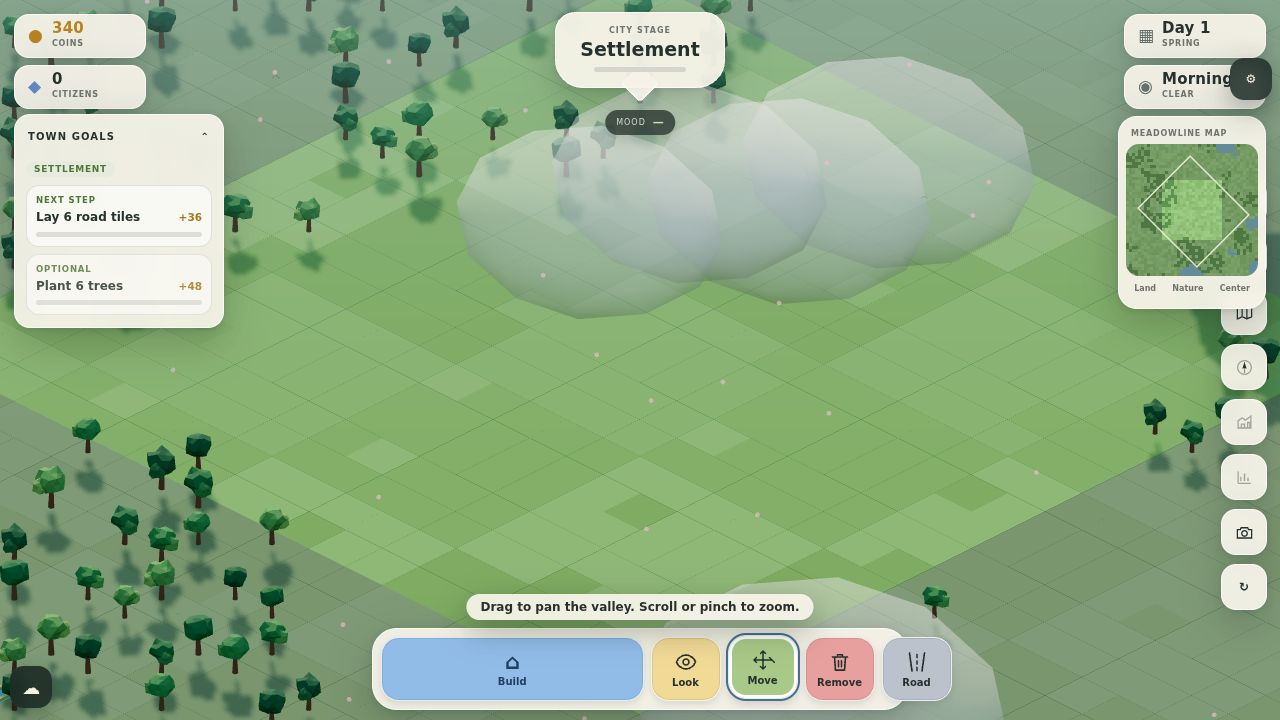 340
COINS
0
CITIZENS
TOWN GOALS
SETTLEMENT
NEXT STEP
Lay 6 road tiles +36
OPTIONAL
Plant 6 trees +48
CITY STAGE
Settlement
MOOD —
Day 1
SPRING
Morning
CLEAR
MEADOWLINE MAP
Land Nature Center
Drag to pan the valley. Scroll or pinch to zoom.
Build
Look
Move
Remove
Road